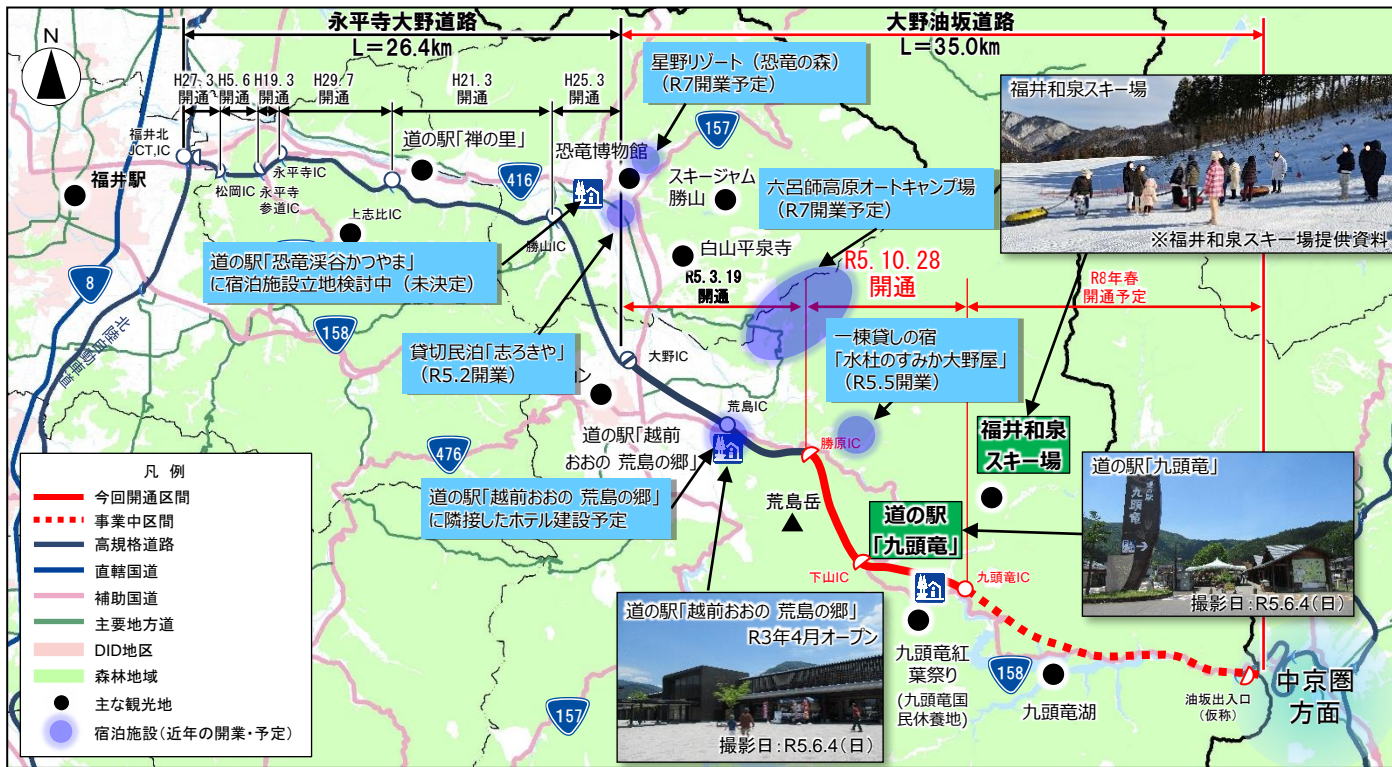 永平寺大野道路
L=26.4km
大野油坂道路
L=35.0km
N
H27.3
開通
H5.6
開通
H19.3
開通
H29.7
開通
H21.3
開通
H25.3
開通
星野リゾート（恐竜の森）
（R7開業予定）
福井和泉スキー場
※福井和泉スキー場提供資料
福井北
JCT,IC
松岡IC
永平寺
参道IC
永平寺IC
上志比IC
勝山IC
大野IC
荒島IC
勝原IC
下山IC
九頭竜IC
油坂出入口
（仮称）
福井駅
道の駅「禅の里」
恐竜博物館
スキージャム
勝山
白山平泉寺
157
416
8
158
476
157
158
北陸自動車道
六呂師高原オートキャンプ場
（R7開業予定）
道の駅「恐竜渓谷かつやま」
に宿泊施設立地検討中（未決定）
R5.3.19
開通
R5.10.28
開通
R8年春
開通予定
貸切民泊「志ろきや」
（R5.2開業）
ョン
一棟貸しの宿
「水杜のすみか大野屋」
（R5.5開業）
道の駅「越前
おおの 荒島の郷」
道の駅「越前おおの 荒島の郷」
に隣接したホテル建設予定
荒島岳
福井和泉
スキー場
道の駅
「九頭竜」
道の駅「九頭竜」
道の駅
九頭竜
撮影日：R5.6.4（日）
道の駅「越前おおの 荒島の郷」
R3年4月オープン
撮影日：R5.6.4（日）
九頭竜紅
葉祭り
(九頭竜国
民休養地)
九頭竜湖
中京圏
方面
凡 例
今回開通区間
事業中区間
高規格道路
直轄国道
補助国道
主要地方道
DID地区
森林地域
主な観光地
宿泊施設（近年の開業・予定）